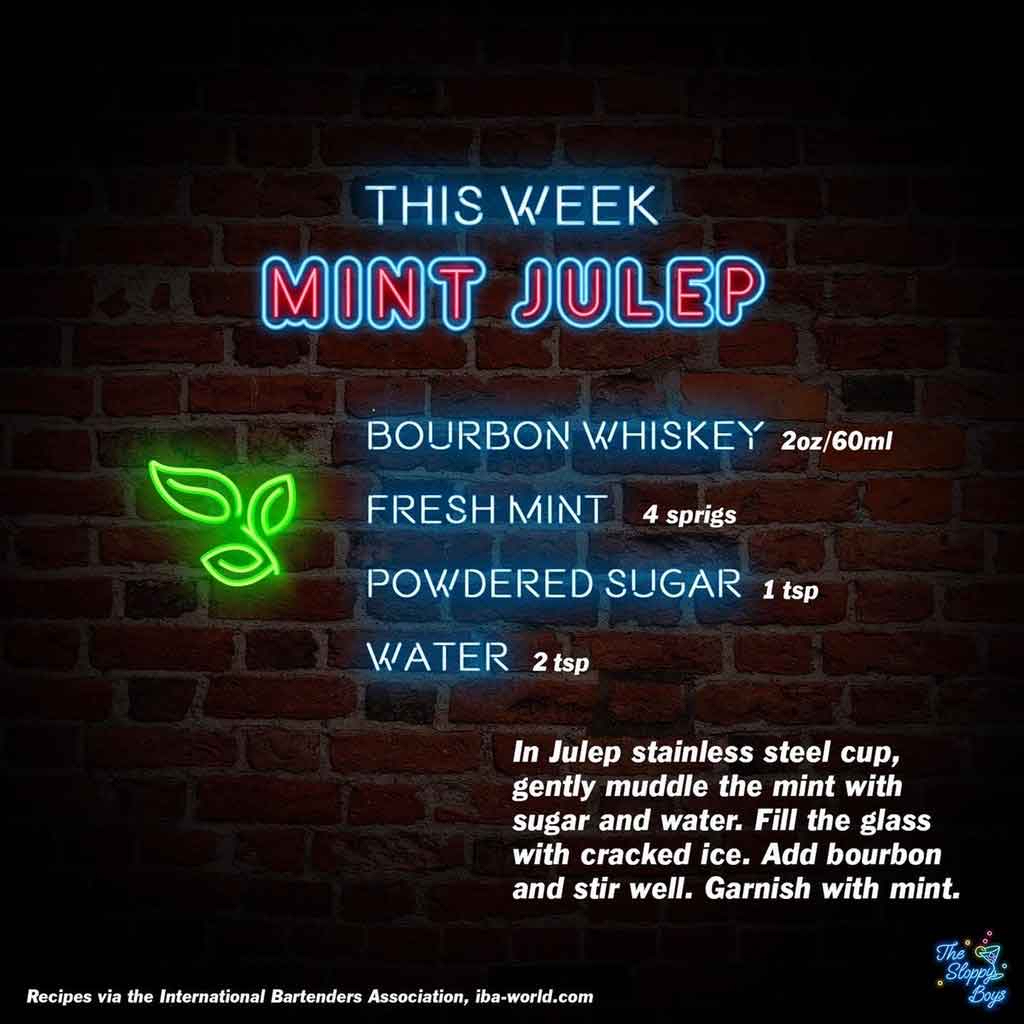 THIS WEEK
MINT JULEP
BOURBON WHISKEY 2oz/60ml
FRESH MINT 4 sprigs
POWDERED SUGAR 1 tsp
WATER 2 tsp
In Julep stainless steel cup,
gently muddle the mint with
sugar and water. Fill the glass
with cracked ice. Add bourbon
and stir well. Garnish with mint.
The
Sloppy
Boys
Recipes via the International Bartenders Association, iba-world.com